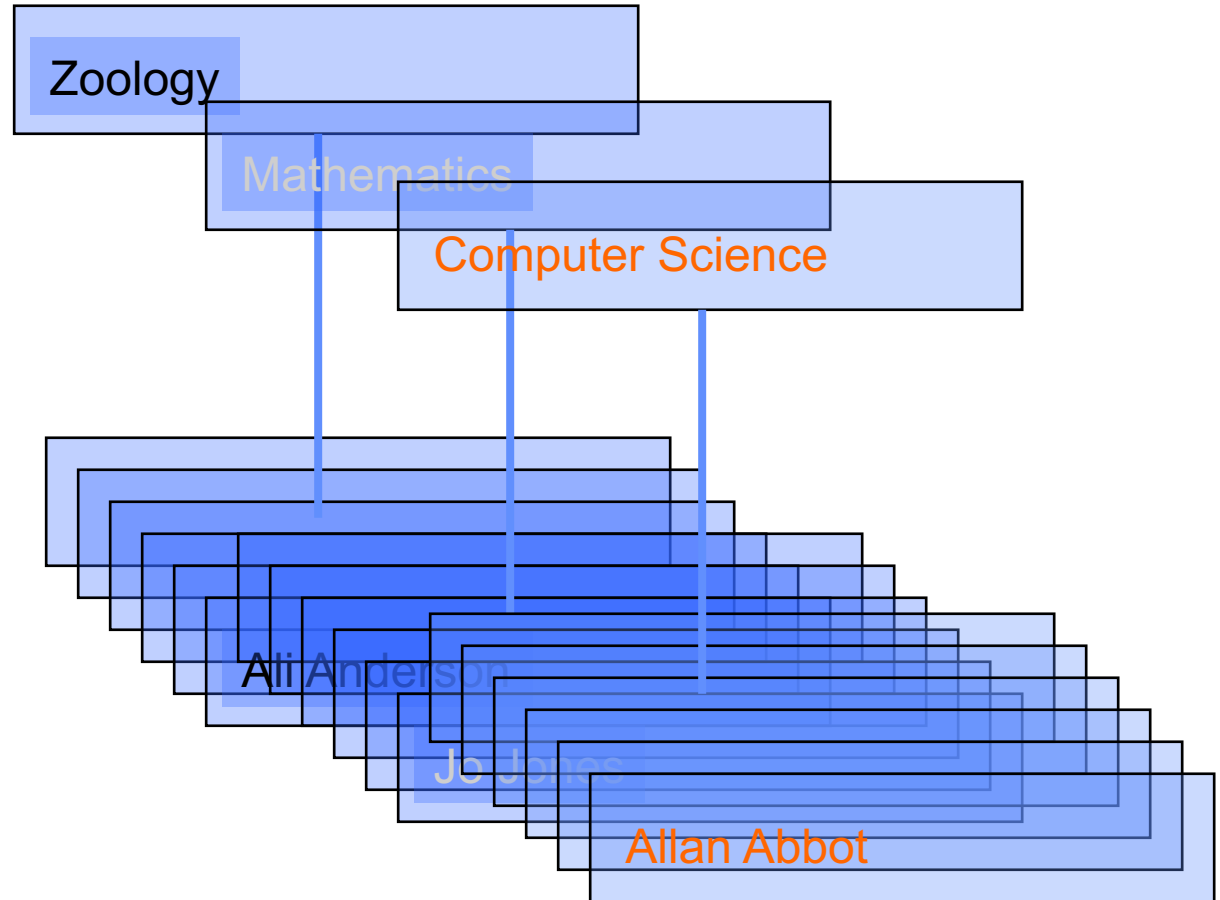 Zoology
Mathematics
Computer Science
Ali Anderson
Jo Jones
Allan Abbot